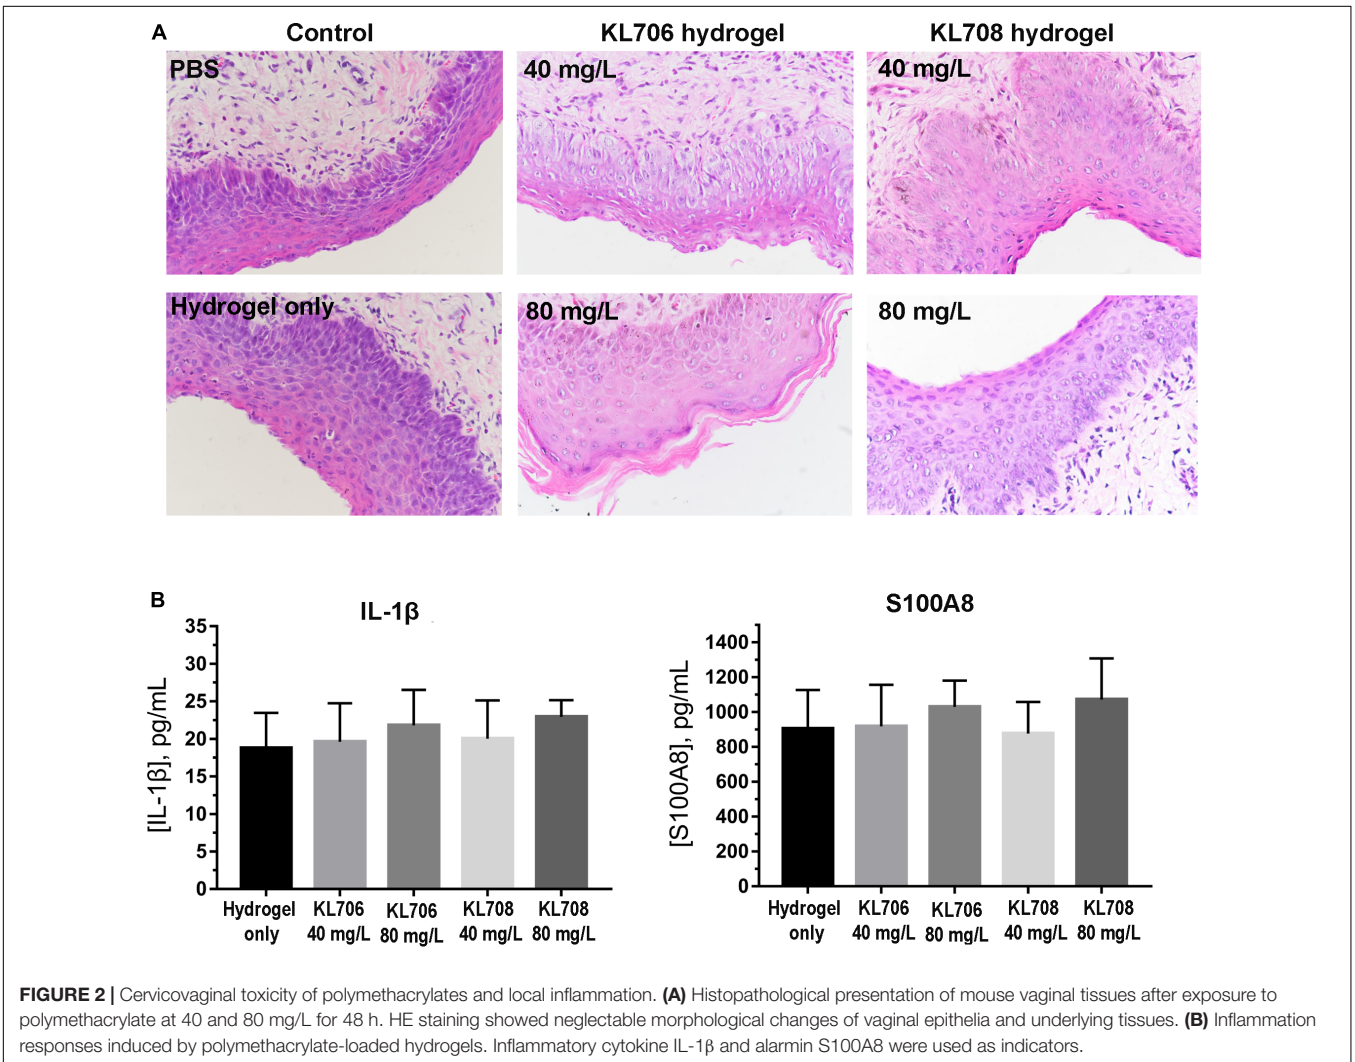 A
Control
KL706 hydrogel
KL708 hydrogel
PBS
40 mg/L
40 mg/L
Hydrogel only
80 mg/L
80 mg/L
B
IL-1β
[IL-1β], pg/mL
35
30
25
20
15
10
5
0
Hydrogel only
KL706 40 mg/L
KL706 80 mg/L
KL708 40 mg/L
KL708 80 mg/L
S100A8
[S100A8], pg/mL
1400
1200
1000
800
600
400
200
0
Hydrogel only
KL706 40 mg/L
KL706 80 mg/L
KL708 40 mg/L
KL708 80 mg/L
FIGURE 2 | Cervicovaginal toxicity of polymethacrylates and local inflammation. (A) Histopathological presentation of mouse vaginal tissues after exposure to
polymethacrylate at 40 and 80 mg/L for 48 h. HE staining showed neglectable morphological changes of vaginal epithelia and underlying tissues. (B) Inflammation
responses induced by polymethacrylate-loaded hydrogels. Inflammatory cytokine IL-1β and alarmin S100A8 were used as indicators.